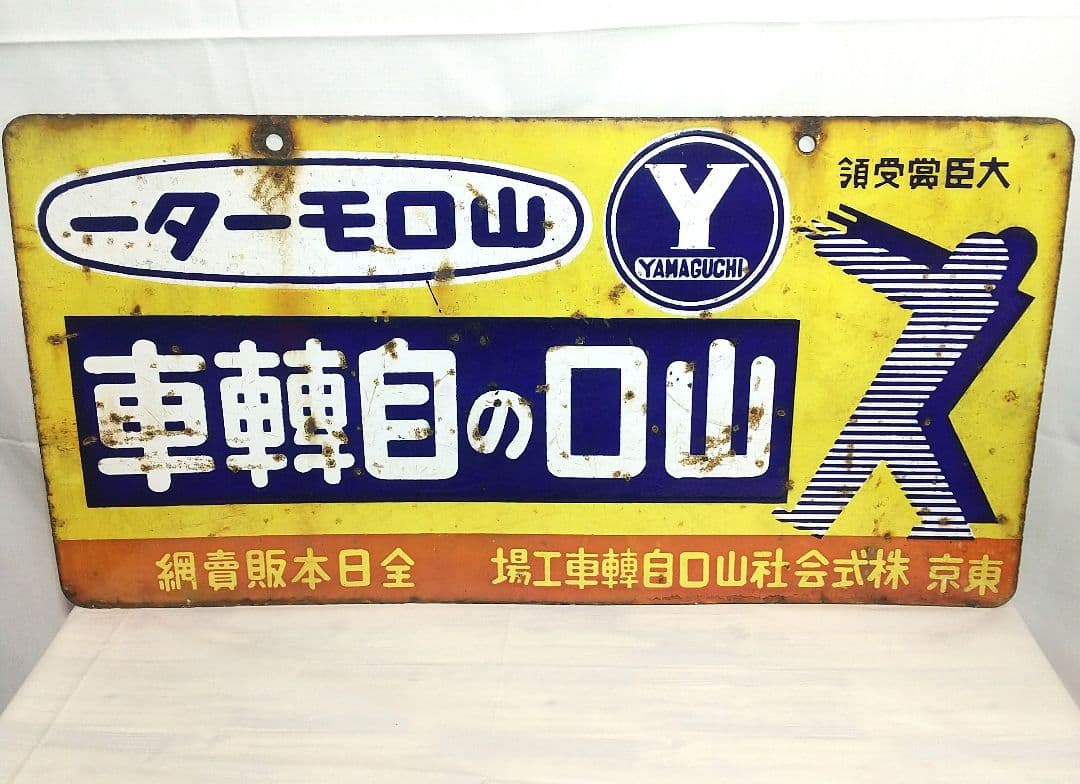 大臣賞受領
Y
YAMAGUCHI
山口モーター
山口の自轉車
東京 株式会社山口自轉車工場 全日本販賣網